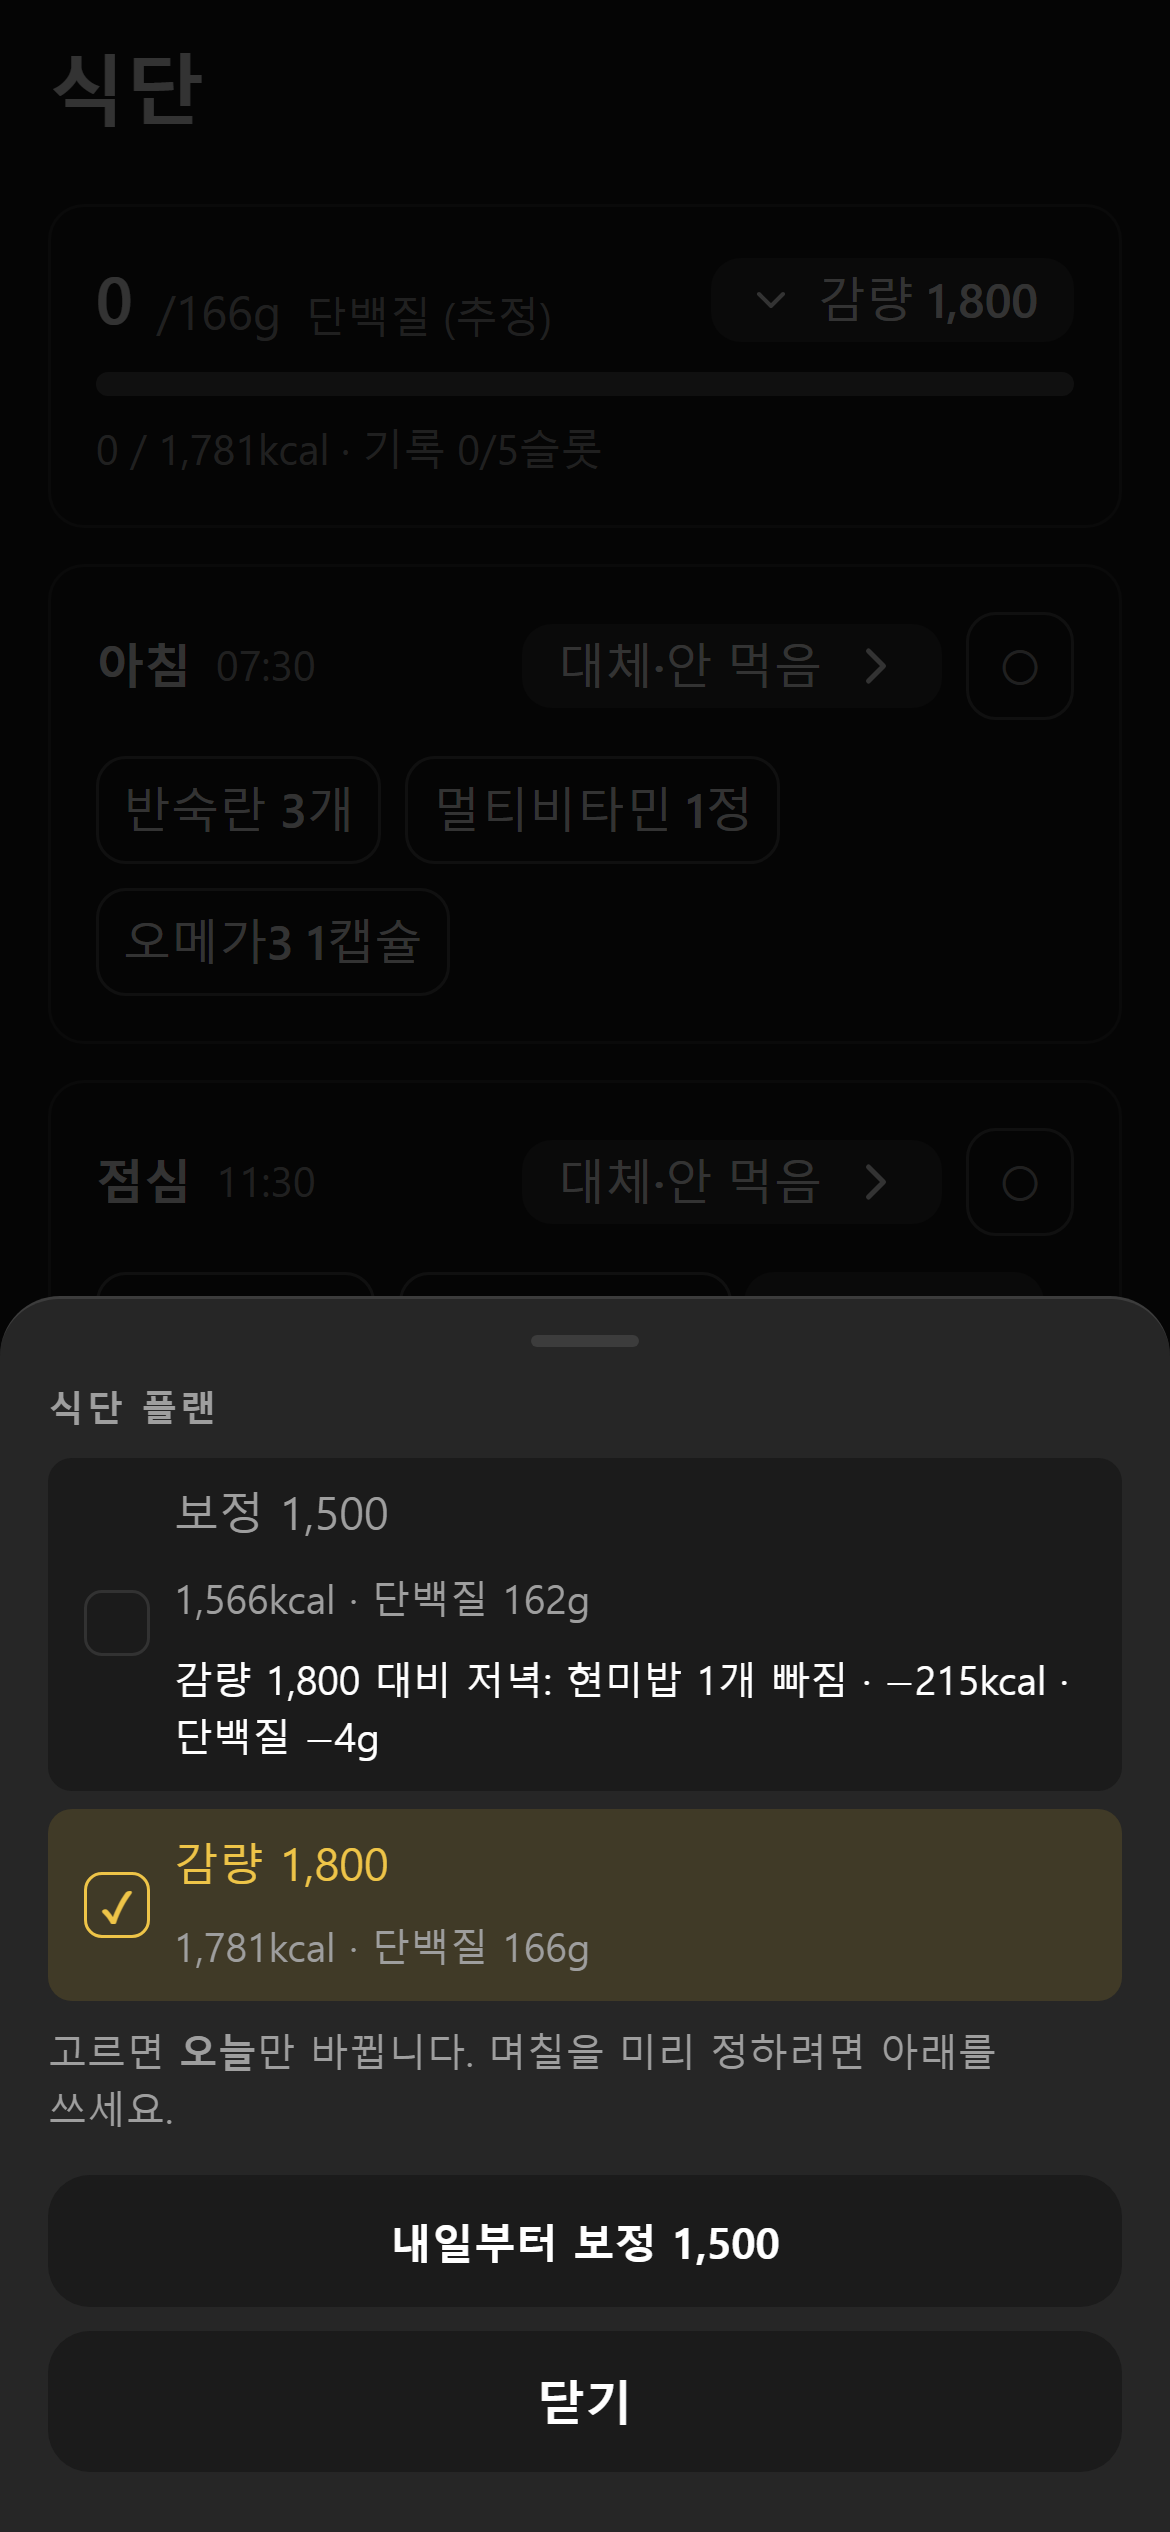 식단
0 /166g 단백질 (추정)
감량 1,800
0 / 1,781kcal · 기록 0/5슬롯
아침 07:30
대체·안 먹음
반숙란 3개
멀티비타민 1정
오메가3 1캡슐
점심 11:30
대체·안 먹음
식단 플랜
보정 1,500
1,566kcal · 단백질 162g
감량 1,800 대비 저녁: 현미밥 1개 빠짐 · −215kcal ·
단백질 −4g
감량 1,800
1,781kcal · 단백질 166g
고르면 오늘만 바뀝니다. 며칠을 미리 정하려면 아래를
쓰세요.
내일부터 보정 1,500
닫기